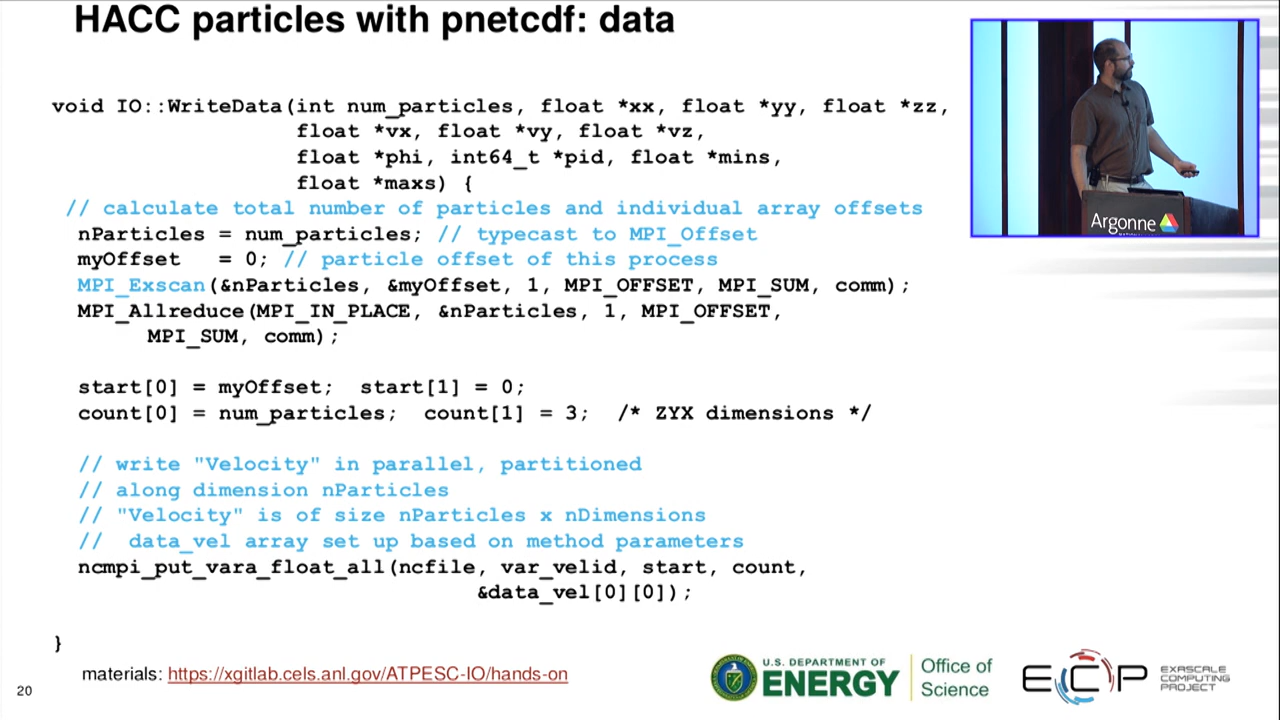 HACC particles with pnetcdf: data
void IO::WriteData(int num_particles, float *xx, float *yy, float *zz,
float *vx, float *vy, float *vz,
float *phi, int64_t *pid, float *mins,
float *maxs) {
// calculate total number of particles and individual array offsets
nParticles = num_particles; // typecast to MPI_Offset
myOffset = 0; // particle offset of this process
MPI_Exscan(&nParticles, &myOffset, 1, MPI_OFFSET, MPI_SUM, comm);
MPI_Allreduce(MPI_IN_PLACE, &nParticles, 1, MPI_OFFSET,
MPI_SUM, comm);
start[0] = myOffset; start[1] = 0;
count[0] = num_particles; count[1] = 3; /* ZYX dimensions */
// write "Velocity" in parallel, partitioned
// along dimension nParticles
// "Velocity" is of size nParticles x nDimensions
// data_vel array set up based on method parameters
ncmpi_put_vara_float_all(ncfile, var_velid, start, count,
&data_vel[0][0]);
}
materials: https://xgitlab.cels.anl.gov/ATPESC-IO/hands-on
20
U.S. DEPARTMENT OF
ENERGY
Office of
Science
ECP
EXASCALE
COMPUTING
PROJECT
Argonne